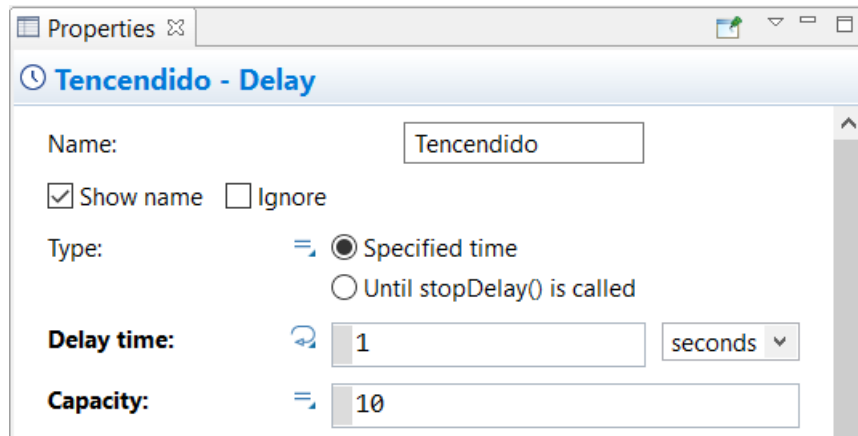 Properties
Tencendido - Delay
Name: Tencendido
Show name Ignore
Type: Specified time
Until stopDelay() is called
Delay time: 1 seconds
Capacity: 10